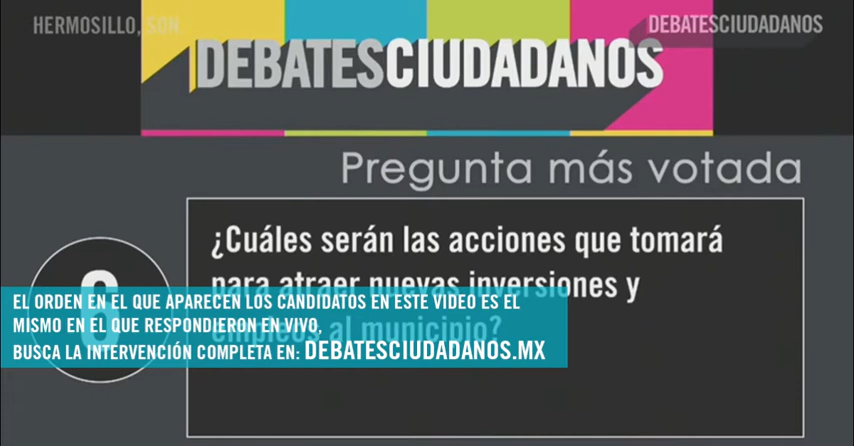 HERMOSILLO, SON.
DEBATESCIUDADANOS
DEBATESCIUDADANOS
Pregunta más votada
¿Cuáles serán las acciones que tomará
para atraer nuevas inversiones y
empleos al municipio?
6
EL ORDEN EN EL QUE APARECEN LOS CANDIDATOS EN ESTE VIDEO ES EL
MISMO EN EL QUE RESPONDIERON EN VIVO,
BUSCA LA INTERVENCIÓN COMPLETA EN: DEBATESCIUDADANOS.MX